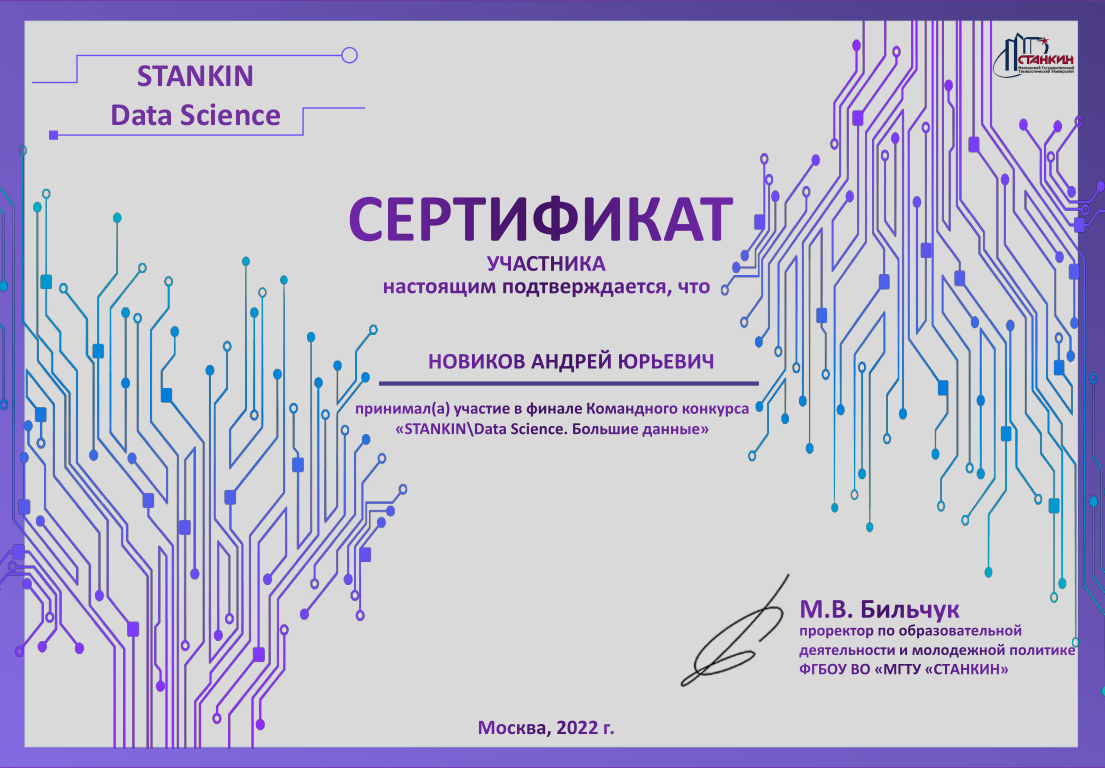 STANKIN
Data Science
СТАНКИН
Московский Государственный
Технологический Университет
СЕРТИФИКАТ
УЧАСТНИКА
настоящим подтверждается, что
НОВИКОВ АНДРЕЙ ЮРЬЕВИЧ
принимал(а) участие в финале Командного конкурса
«STANKIN\Data Science. Большие данные»
М.В. Бильчук
проректор по образовательной
деятельности и молодежной политике
ФГБОУ ВО «МГТУ «СТАНКИН»
Москва, 2022 г.